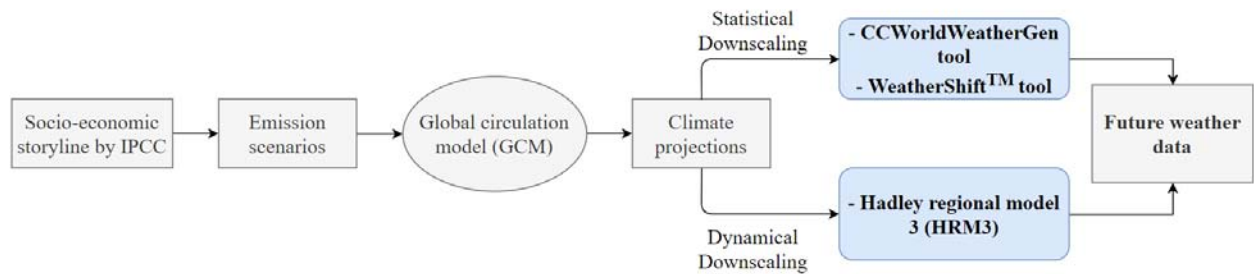 Socio-economic
storyline by IPCC
Emission
scenarios
Global circulation
model (GCM)
Climate
projections
Statistical
Downscaling
- CCWorldWeatherGen
tool
- WeatherShift™ tool
Dynamical
Downscaling
- Hadley regional model
3 (HRM3)
Future weather
data